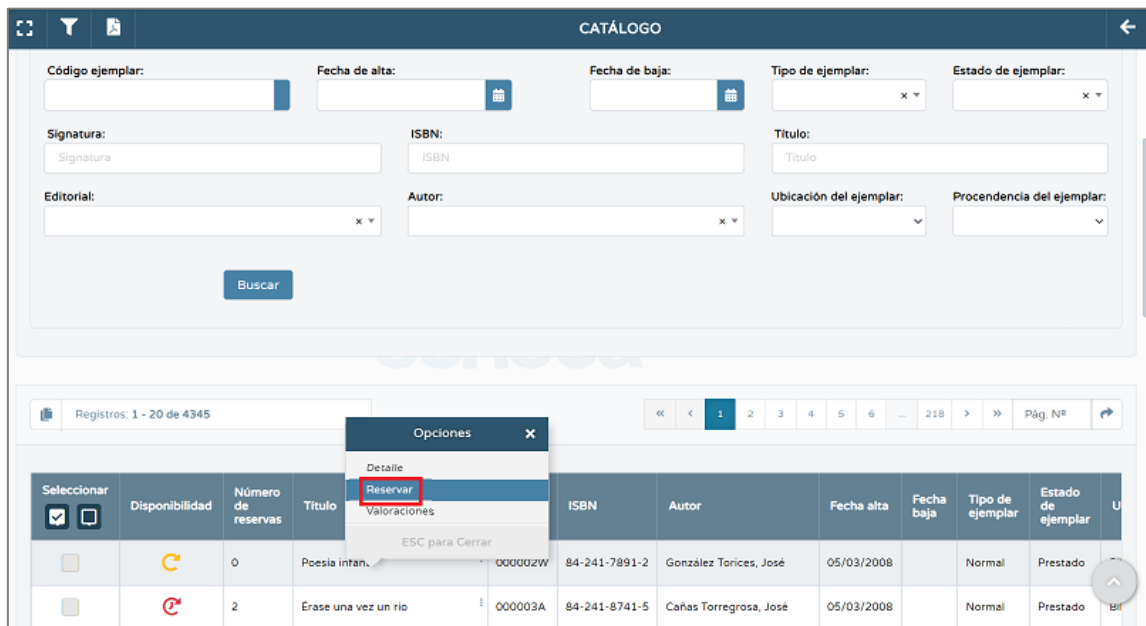 CATÁLOGO
Código ejemplar: Fecha de alta: Fecha de baja: Tipo de ejemplar: Estado de ejemplar:
Signatura: ISBN: Título:
Signatura ISBN Título
Editorial: Autor: Ubicación del ejemplar: Procendencia del ejemplar:
Buscar
Registros: 1 - 20 de 4345 « < 1 2 3 4 5 6 ... 218 > » Pág. Nº
Opciones ×
Detalle
Reservar
Valoraciones
ESC para Cerrar
Seleccionar Disponibilidad Número de reservas Título ISBN Autor Fecha alta Fecha baja Tipo de ejemplar Estado de ejemplar U
0 Poesía 000002W 84-241-7891-2 González Torices, José 05/03/2008 Normal Prestado
2 Érase una vez un río 000003A 84-241-8741-5 Cañas Torregrosa, José 05/03/2008 Normal Prestado